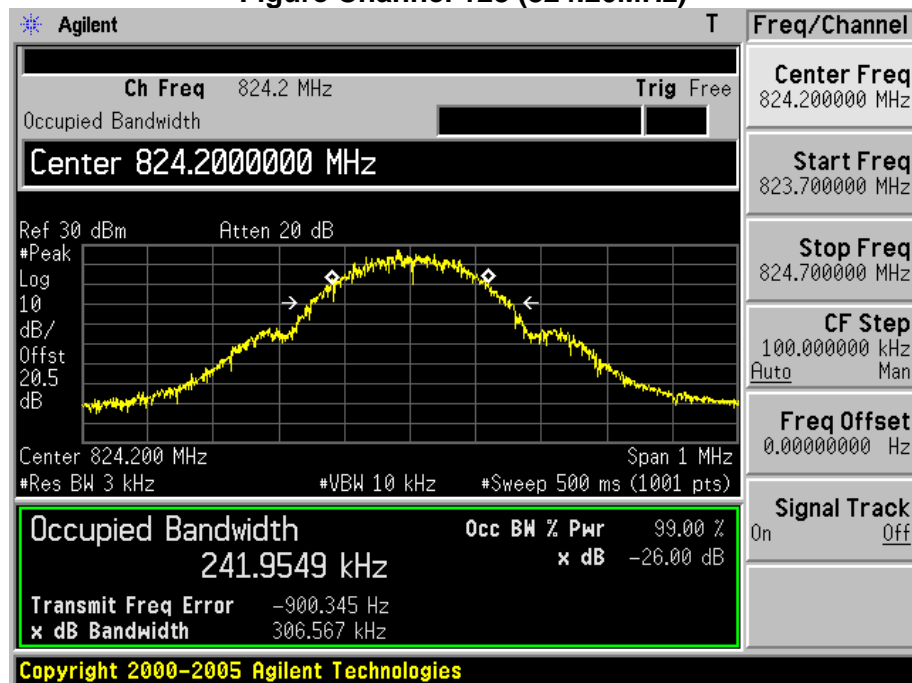 Agilent T Freq/Channel
Ch Freq 824.2 MHz Trig Free
Occupied Bandwidth
Center 824.2000000 MHz
Ref 30 dBm Atten 20 dB
#Peak
Log
10
dB/
Offst
20.5
dB
Center 824.200 MHz Span 1 MHz
#Res BW 3 kHz #VBW 10 kHz #Sweep 500 ms (1001 pts)
Occupied Bandwidth Occ BW % Pwr 99.00 %
241.9549 kHz x dB -26.00 dB
Transmit Freq Error -900.345 Hz
x dB Bandwidth 306.567 kHz
Copyright 2000-2005 Agilent Technologies
Center Freq
824.200000 MHz
Start Freq
823.700000 MHz
Stop Freq
824.700000 MHz
CF Step
100.000000 kHz
Auto Man
Freq Offset
0.00000000 Hz
Signal Track
On Off